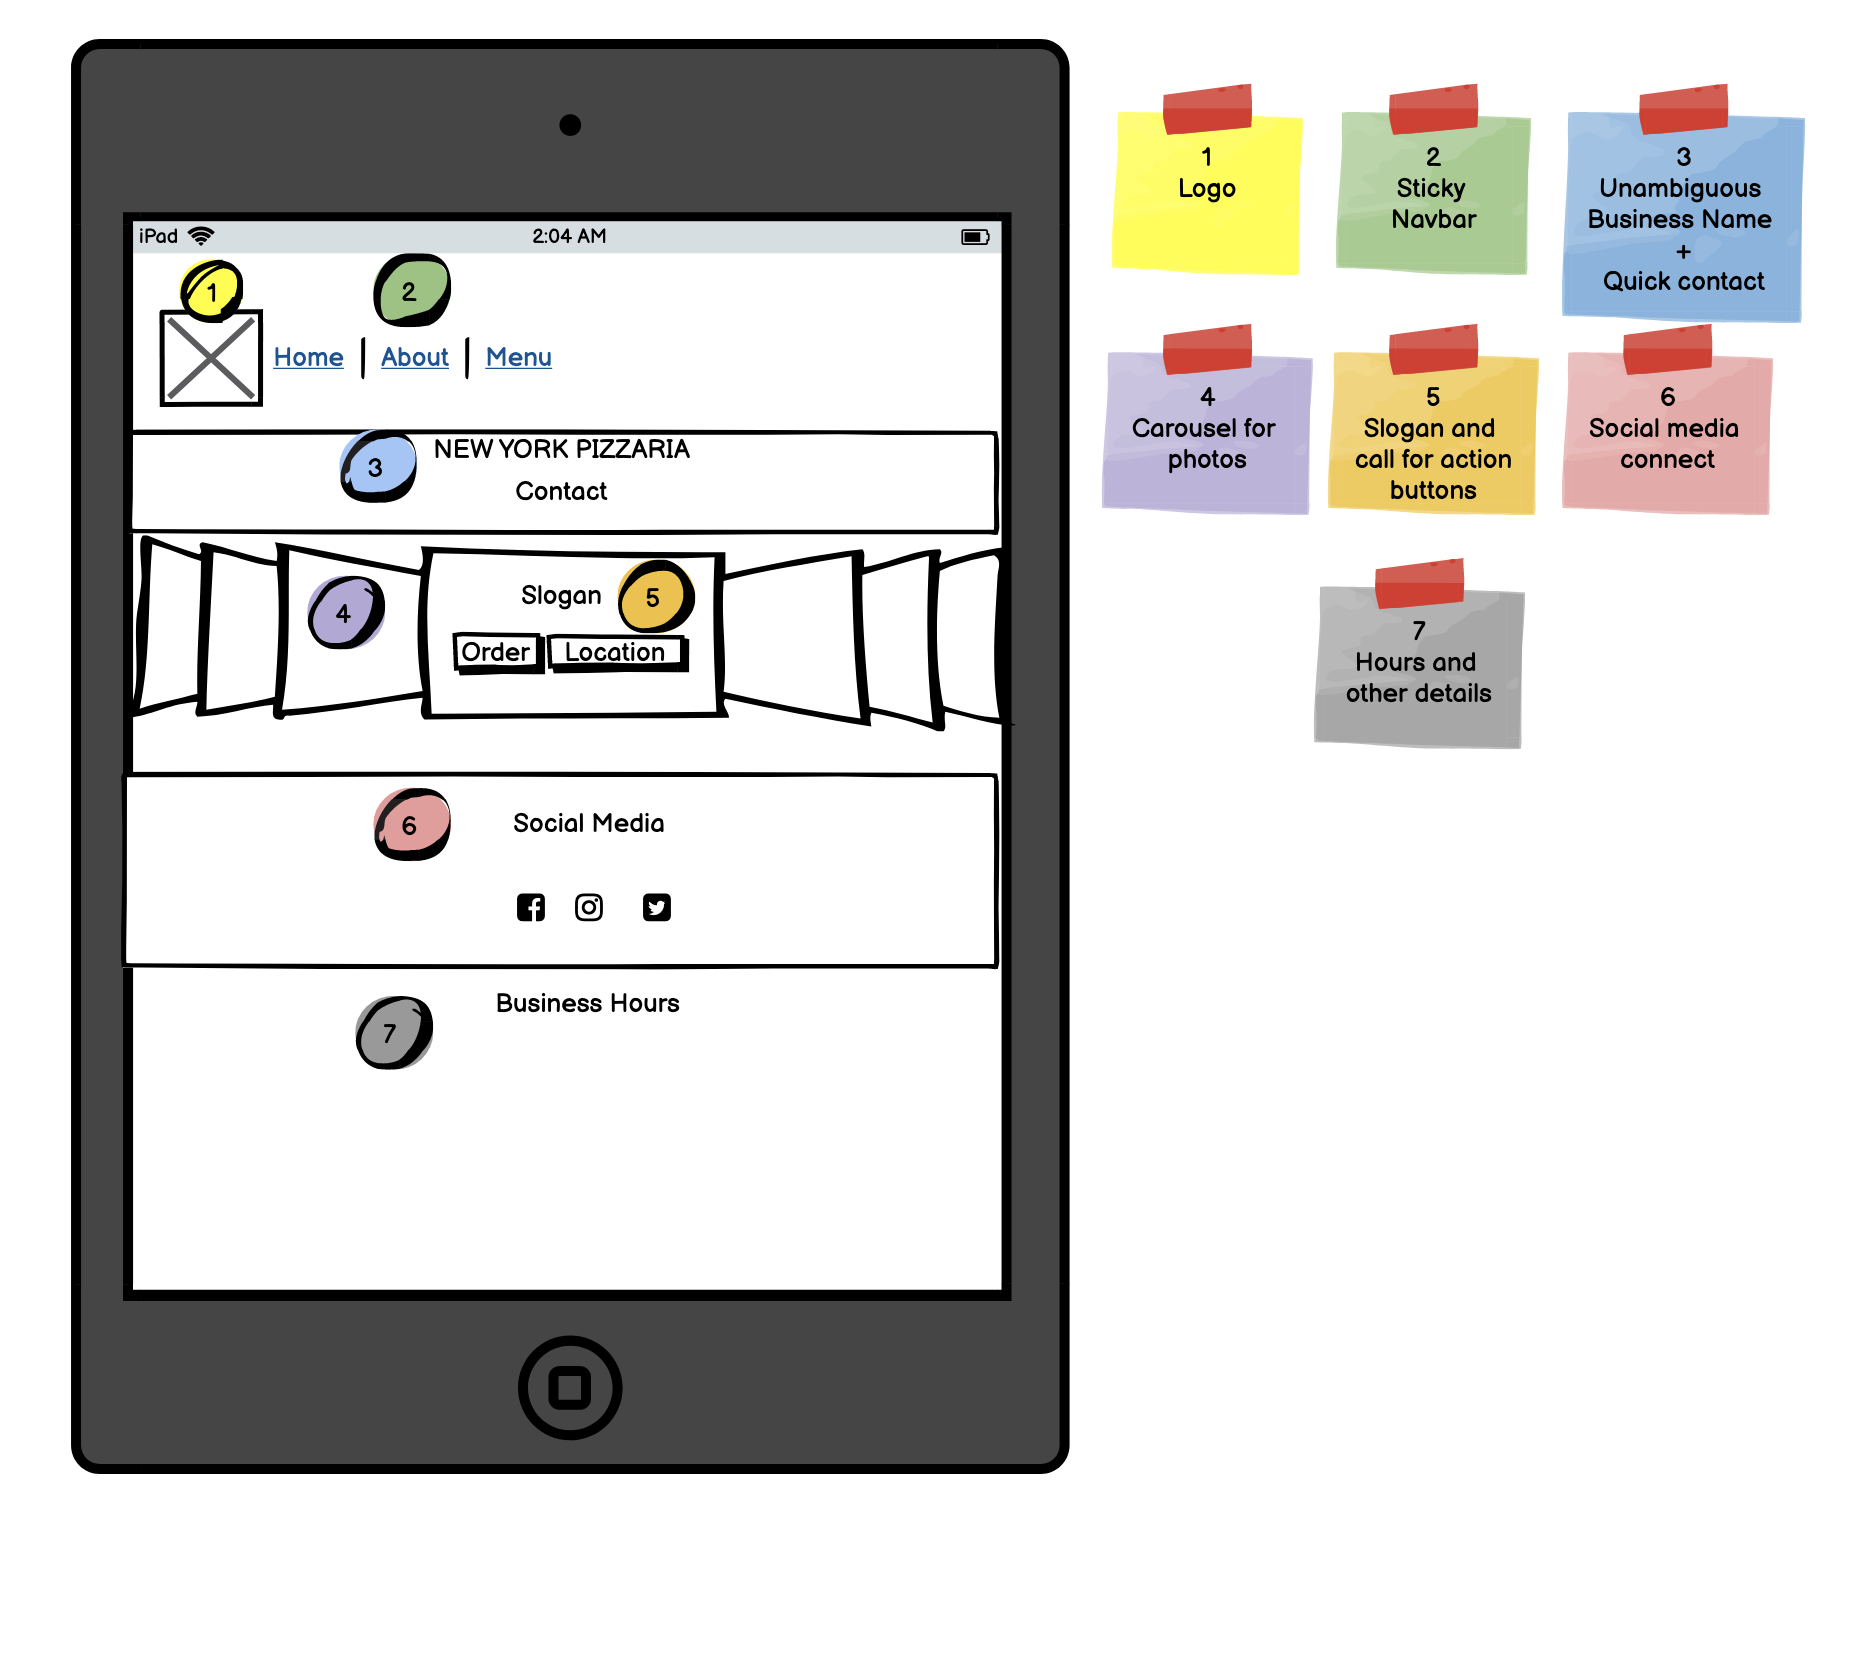 iPad
2:04 AM
1
2
Home
About
Menu
3
NEW YORK PIZZARIA
Contact
4
Slogan
5
Order
Location
6
Social Media
7
Business Hours
1
Logo
2
Sticky
Navbar
3
Unambiguous
Business Name
+
Quick contact
4
Carousel for
photos
5
Slogan and
call for action
buttons
6
Social media
connect
7
Hours and
other details